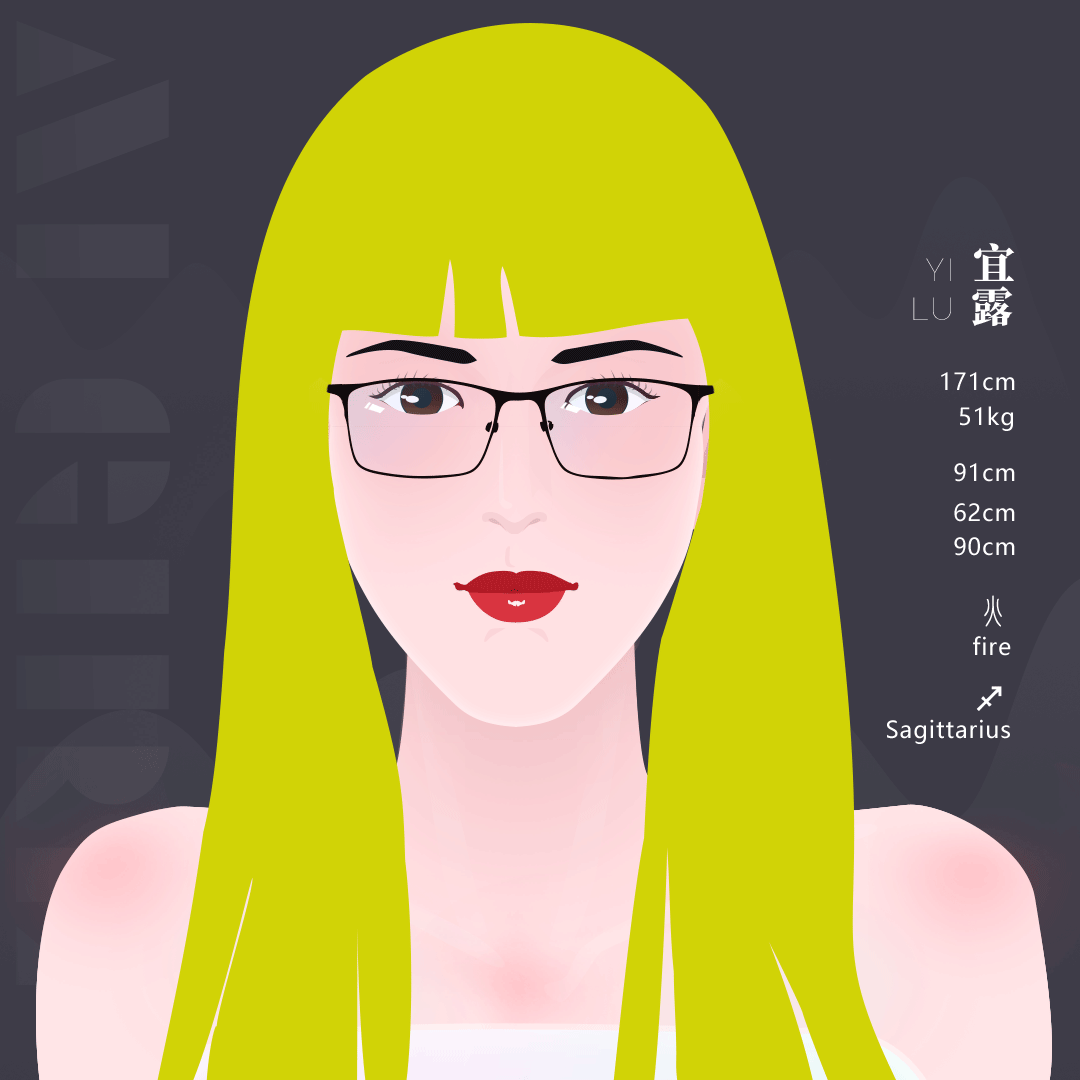 宜露
YI
LU
171cm
51kg
91cm
62cm
90cm
火
fire
♐
Sagittarius